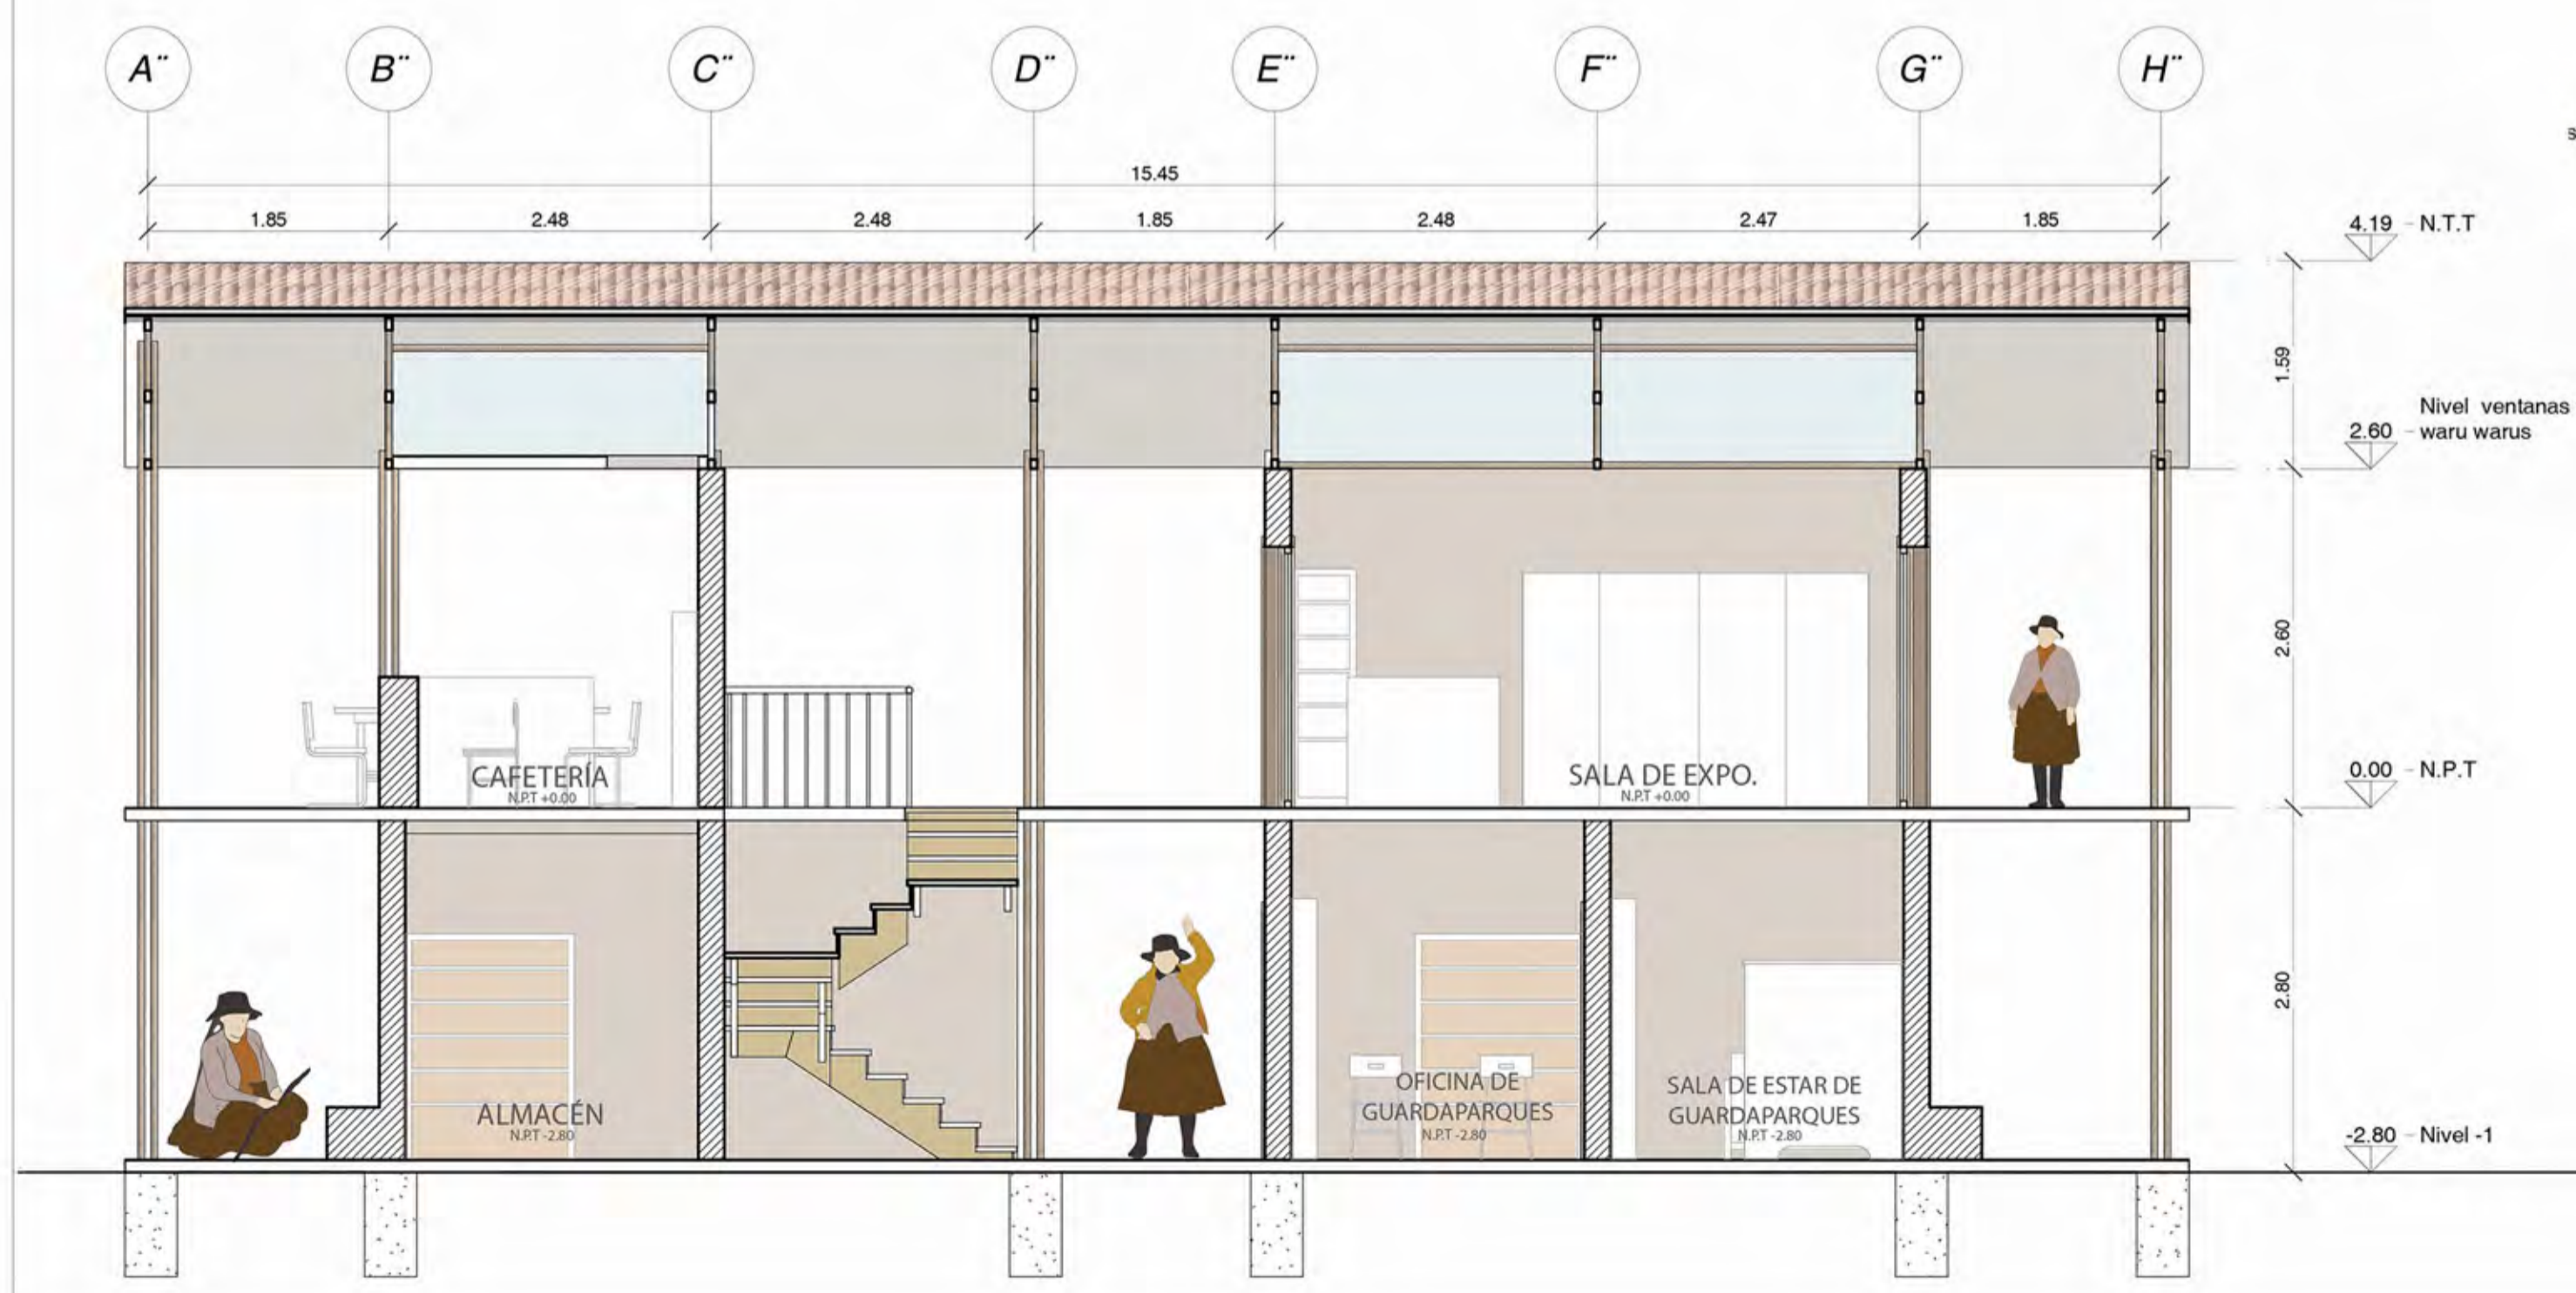 A¨ B¨ C¨ D¨ E¨ F¨ G¨ H¨
s
15.45
1.85 2.48 2.48 1.85 2.48 2.47 1.85
4.19 N.T.T
1.59
Nivel ventanas
2.60 waru warus
2.60
0.00 N.P.T
CAFETERÍA
N.P.T +0.00
SALA DE EXPO.
N.P.T +0.00
2.80
ALMACÉN
N.P.T -2.80
OFICINA DE
GUARDAPARQUES
N.P.T -2.80
SALA DE ESTAR DE
GUARDAPARQUES
N.P.T -2.80
-2.80 Nivel -1